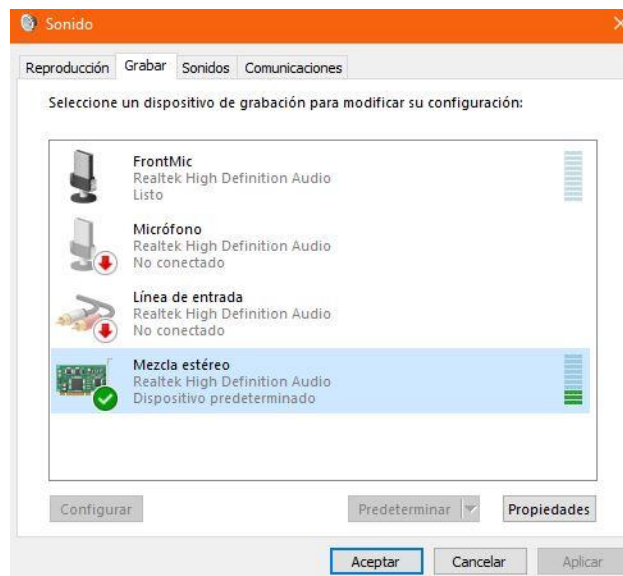 Sonido
Reproducción Grabar Sonidos Comunicaciones
Seleccione un dispositivo de grabación para modificar su configuración:
FrontMic
Realtek High Definition Audio
Listo
Micrófono
Realtek High Definition Audio
No conectado
Línea de entrada
Realtek High Definition Audio
No conectado
Mezcla estéreo
Realtek High Definition Audio
Dispositivo predeterminado
Configurar Predeterminar Propiedades
Aceptar Cancelar Aplicar